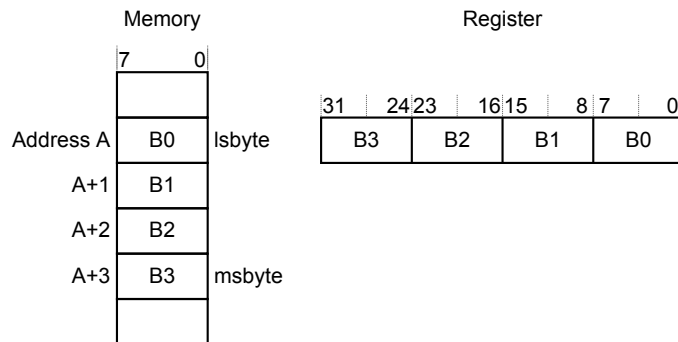 Memory
Register
7 0
31 24 23 16 15 8 7 0
Address A B0 lsbyte
B3 B2 B1 B0
A+1 B1
A+2 B2
A+3 B3 msbyte